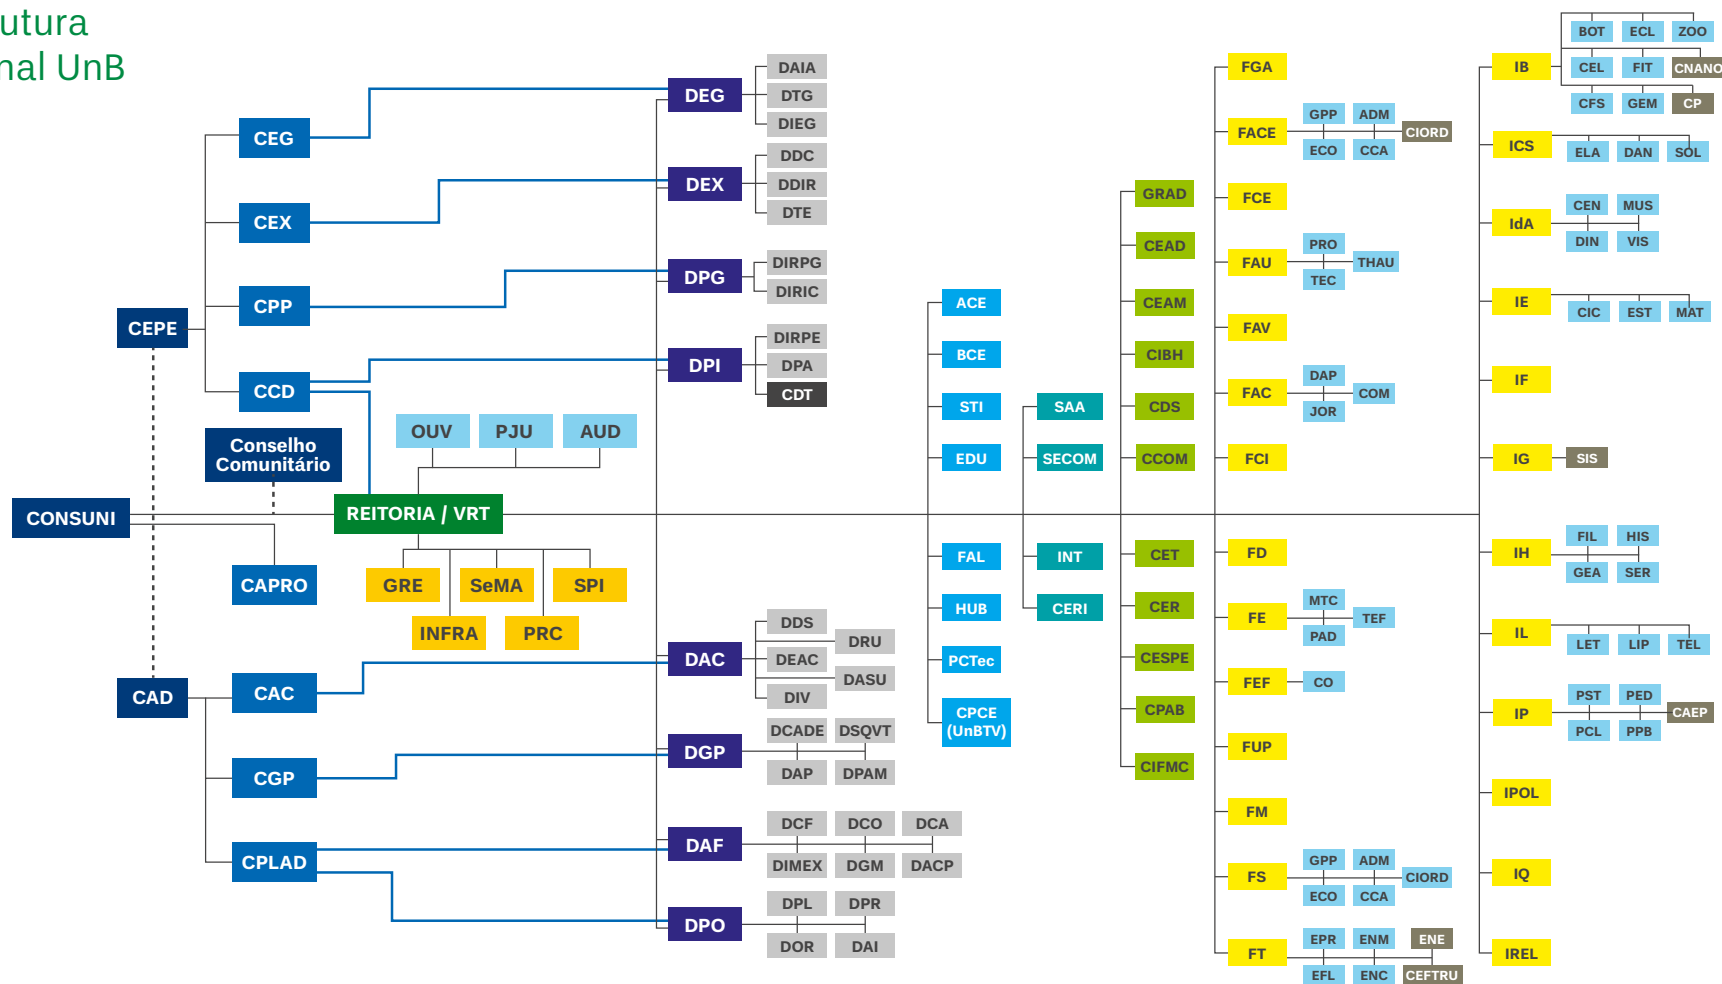 utura
nal UnB
CEPE
CEG
CEX
CPP
CCD
Conselho
Comunitário
CONSUNI
CAPRO
CAD
CAC
CGP
CPLAD
OUV
PJU
AUD
REITORIA / VRT
GRE
SeMA
SPI
INFRA
PRC
DEG
DAIA
DTG
DIEG
DEX
DDC
DDIR
DTE
DPG
DIRPG
DIRIC
DPI
DIRPE
DPA
CDT
DAC
DDS
DRU
DEAC
DASU
DIV
DGP
DCADE
DSQVT
DAP
DPAM
DAF
DCF
DCO
DCA
DIMEX
DGM
DACP
DPO
DPL
DPR
DOR
DAI
ACE
BCE
STI
EDU
FAL
HUB
PCTec
CPCE
(UnBTV)
SAA
SECOM
INT
CERI
GRAD
CEAD
CEAM
CIBH
CDS
CCOM
CET
CER
CESPE
CPAB
CIFMC
FGA
FACE
GPP
ADM
CIORD
ECO
CCA
FCE
FAU
PRO
THAU
TEC
FAV
FAC
DAP
COM
JOR
FCI
FD
FE
MTC
TEF
PAD
FEF
CO
FUP
FM
FS
GPP
ADM
CIORD
ECO
CCA
FT
EPR
ENM
ENE
EFL
ENC
CEFTRU
IB
BOT
ECL
ZOO
CEL
FIT
CNANO
CFS
GEM
CP
ICS
ELA
DAN
SOL
IdA
CEN
MUS
DIN
VIS
IE
CIC
EST
MAT
IF
IG
SIS
IH
FIL
HIS
GEA
SER
IL
LET
LIP
TEL
IP
PST
PED
CAEP
PCL
PPB
IPOL
IQ
IREL